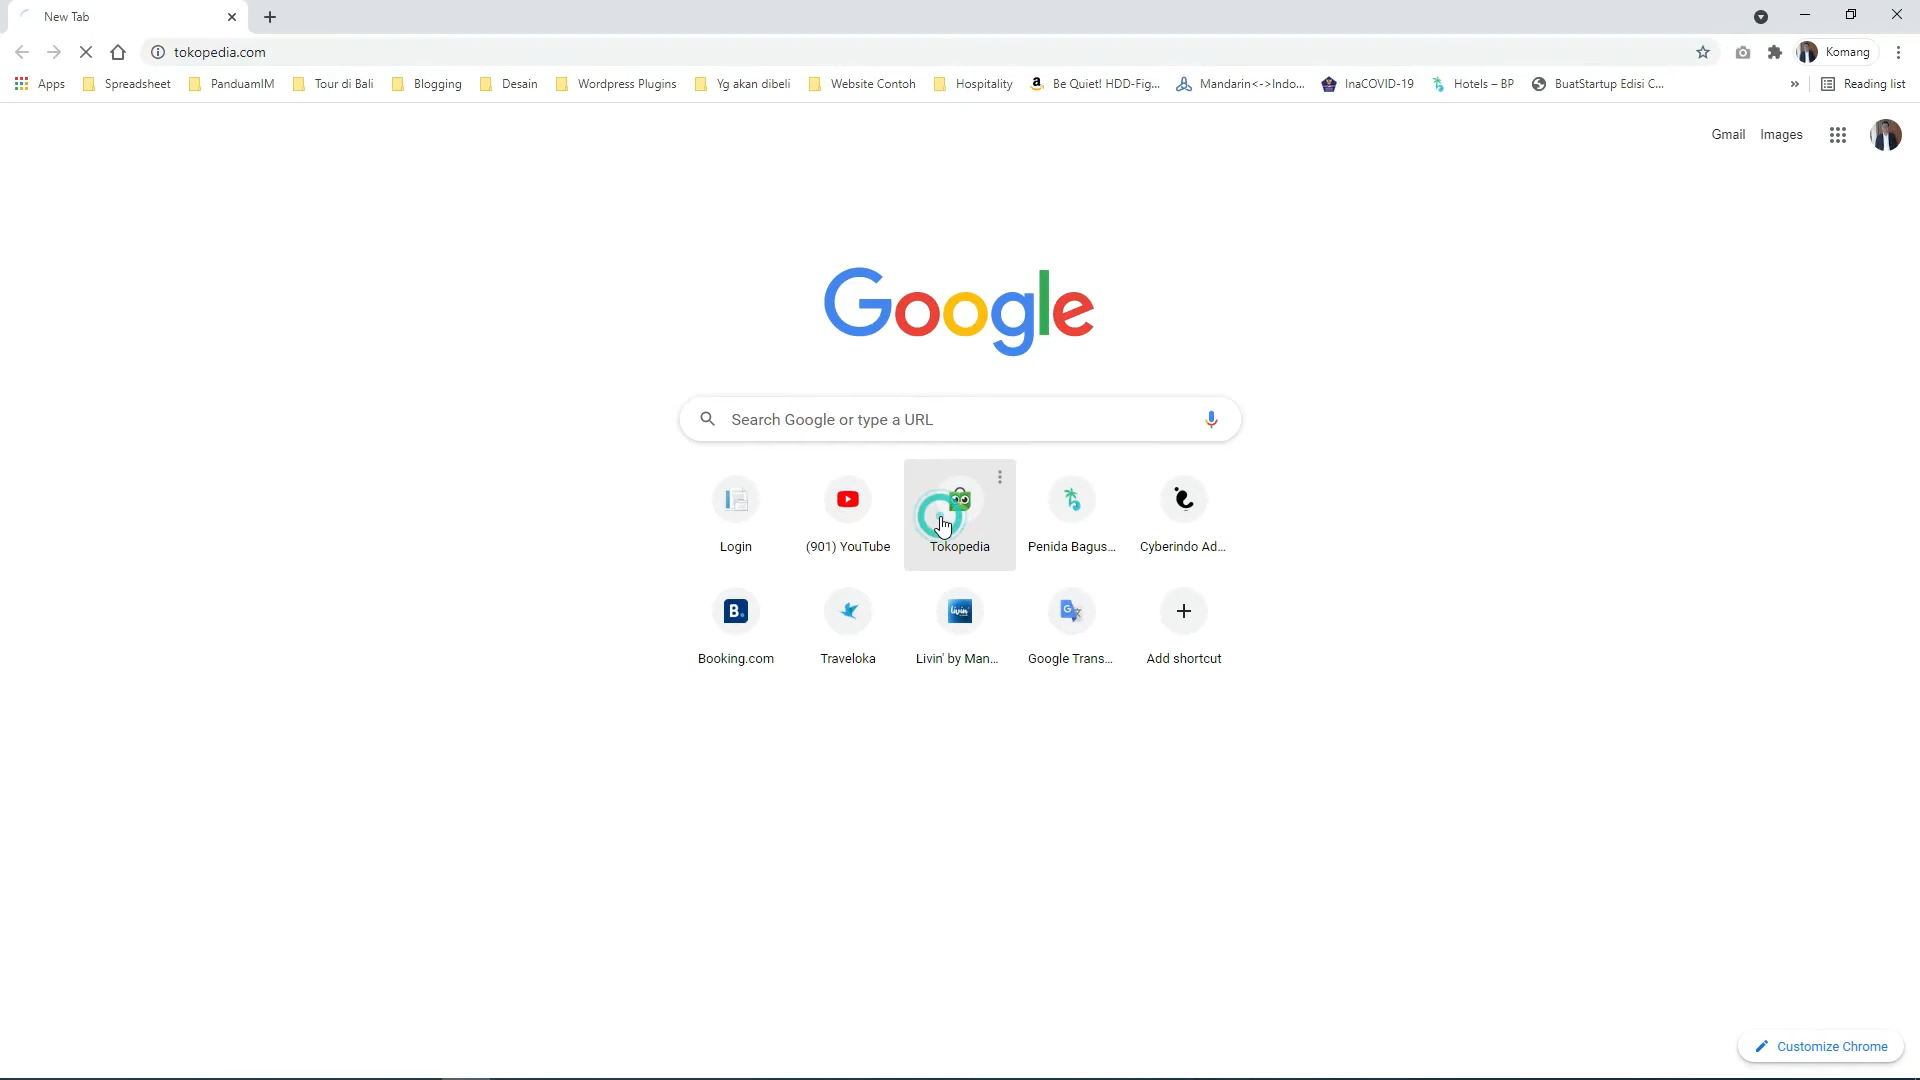 New Tab
tokopedia.com
Komang
Apps Spreadsheet PanduamIM Tour di Bali Blogging Desain Wordpress Plugins Yg akan dibeli Website Contoh Hospitality Be Quiet! HDD-Fig... Mandarin<->Indo... InaCOVID-19 Hotels – BP BuatStartup Edisi C... » Reading list
Gmail Images
Google
Search Google or type a URL
Login (901) YouTube Tokopedia Penida Bagus... Cyberindo Ad...
B.
livin'
G
Booking.com Traveloka Livin' by Man... Google Trans... Add shortcut
Customize Chrome